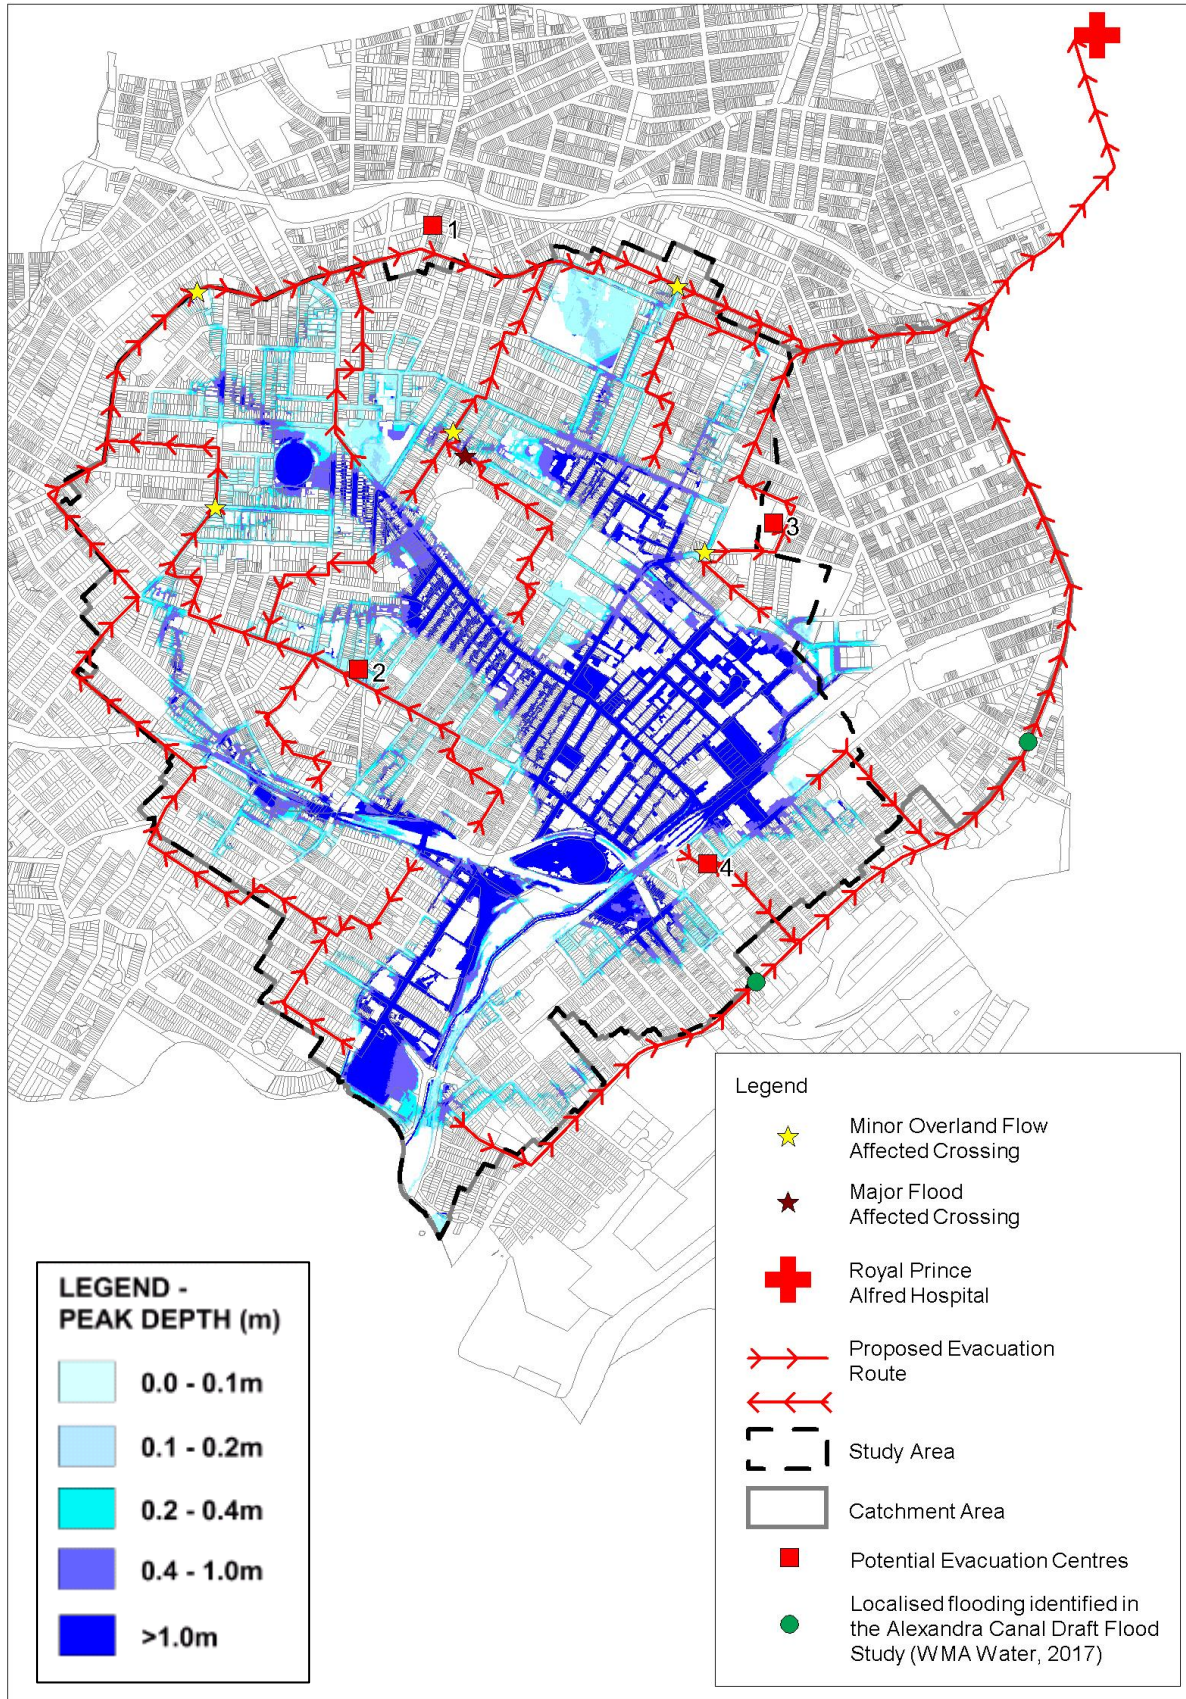 1
3
2
4
Legend
Minor Overland Flow
Affected Crossing
Major Flood
Affected Crossing
Royal Prince
Alfred Hospital
Proposed Evacuation
Route
Study Area
Catchment Area
Potential Evacuation Centres
Localised flooding identified in
the Alexandra Canal Draft Flood
Study (WMA Water, 2017)
LEGEND -
PEAK DEPTH (m)
0.0 - 0.1m
0.1 - 0.2m
0.2 - 0.4m
0.4 - 1.0m
>1.0m